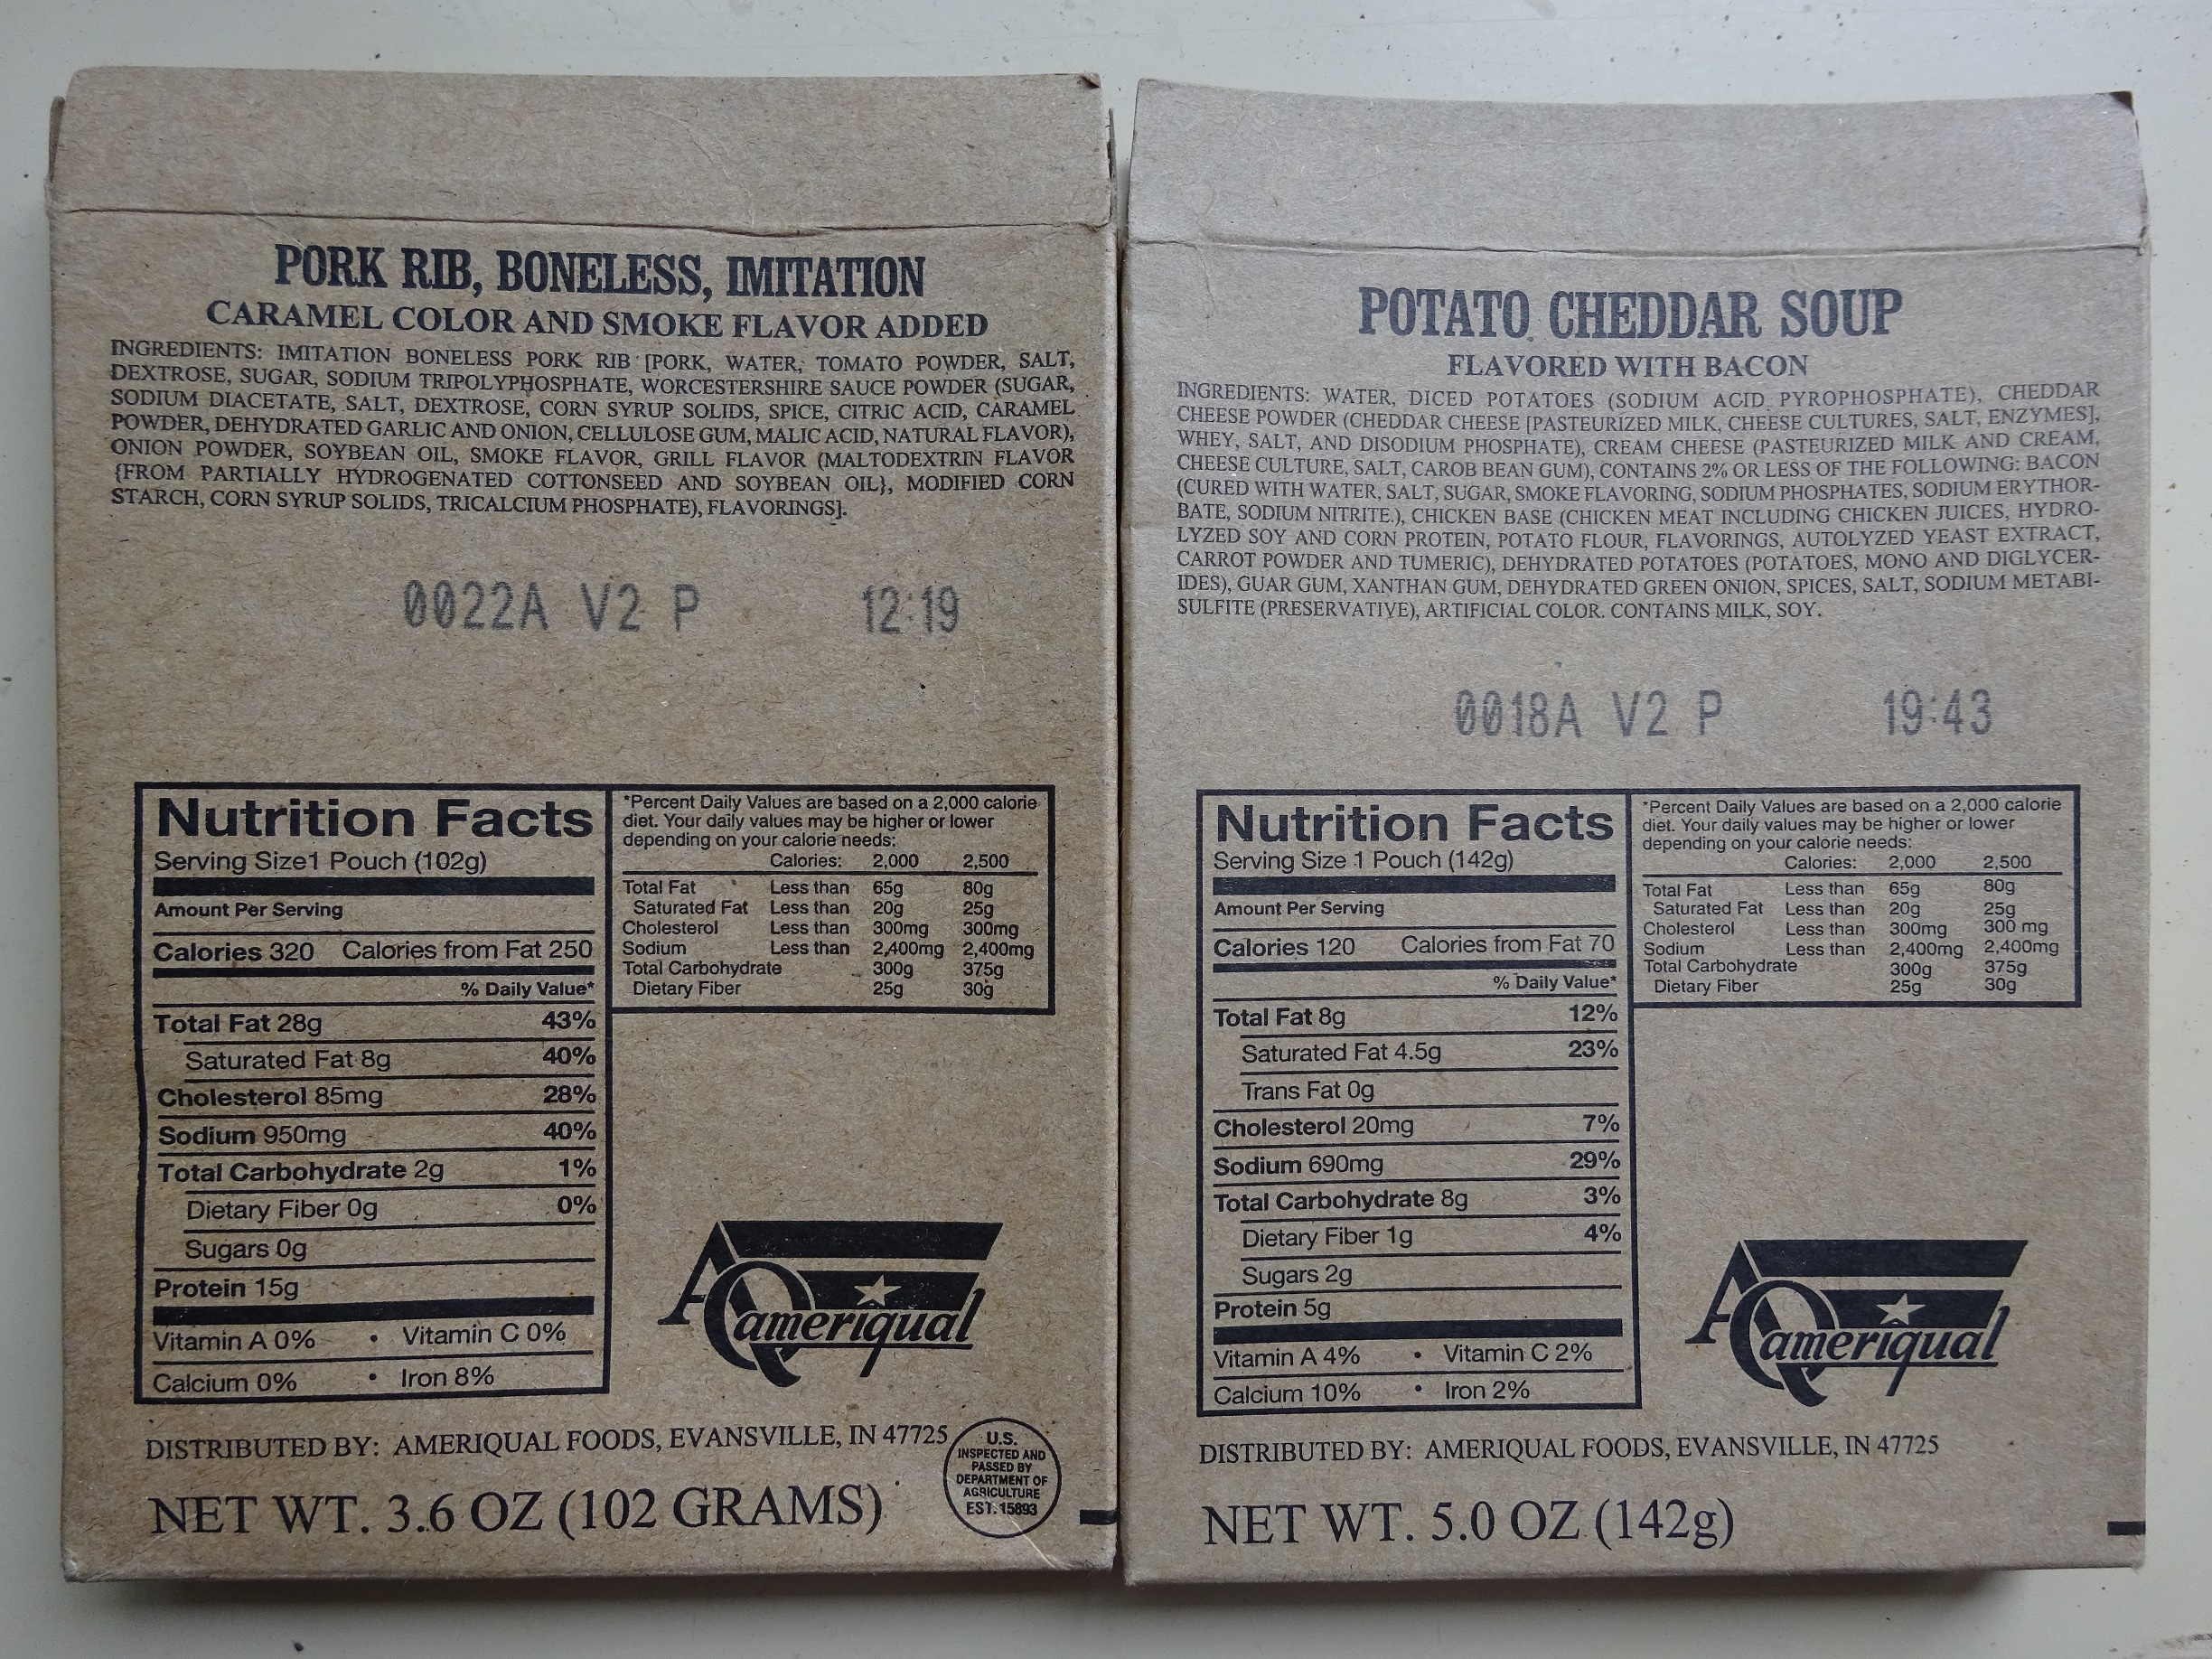 PORK RIB, BONELESS, IMITATION
CARAMEL COLOR AND SMOKE FLAVOR ADDED
INGREDIENTS: IMITATION BONELESS PORK RIB [PORK, WATER, TOMATO POWDER, SALT,
DEXTROSE, SUGAR, SODIUM TRIPOLYPHOSPHATE, WORCESTERSHIRE SAUCE POWDER (SUGAR,
SODIUM DIACETATE, SALT, DEXTROSE, CORN SYRUP SOLIDS, SPICE, CITRIC ACID, CARAMEL
POWDER, DEHYDRATED GARLIC AND ONION, CELLULOSE GUM, MALIC ACID, NATURAL FLAVOR),
ONION POWDER, SOYBEAN OIL, SMOKE FLAVOR, GRILL FLAVOR (MALTODEXTRIN FLAVOR
{FROM PARTIALLY HYDROGENATED COTTONSEED AND SOYBEAN OIL}, MODIFIED CORN
STARCH, CORN SYRUP SOLIDS, TRICALCIUM PHOSPHATE), FLAVORINGS].
0022A V2 P 12:19
Nutrition Facts
Serving Size1 Pouch (102g)
Amount Per Serving
Calories 320 Calories from Fat 250
% Daily Value*
Total Fat 28g 43%
Saturated Fat 8g 40%
Cholesterol 85mg 28%
Sodium 950mg 40%
Total Carbohydrate 2g 1%
Dietary Fiber 0g 0%
Sugars 0g
Protein 15g
Vitamin A 0% • Vitamin C 0%
Calcium 0% • Iron 8%
*Percent Daily Values are based on a 2,000 calorie
diet. Your daily values may be higher or lower
depending on your calorie needs:
Calories: 2,000 2,500
Total Fat Less than 65g 80g
Saturated Fat Less than 20g 25g
Cholesterol Less than 300mg 300mg
Sodium Less than 2,400mg 2,400mg
Total Carbohydrate 300g 375g
Dietary Fiber 25g 30g
AQ ameriqual
DISTRIBUTED BY: AMERIQUAL FOODS, EVANSVILLE, IN 47725
U.S.
INSPECTED AND
PASSED BY
DEPARTMENT OF
AGRICULTURE
EST. 15893
NET WT. 3.6 OZ (102 GRAMS)
POTATO CHEDDAR SOUP
FLAVORED WITH BACON
INGREDIENTS: WATER, DICED POTATOES (SODIUM ACID PYROPHOSPHATE), CHEDDAR
CHEESE POWDER (CHEDDAR CHEESE [PASTEURIZED MILK, CHEESE CULTURES, SALT, ENZYMES],
WHEY, SALT, AND DISODIUM PHOSPHATE), CREAM CHEESE (PASTEURIZED MILK AND CREAM,
CHEESE CULTURE, SALT, CAROB BEAN GUM), CONTAINS 2% OR LESS OF THE FOLLOWING: BACON
(CURED WITH WATER, SALT, SUGAR, SMOKE FLAVORING, SODIUM PHOSPHATES, SODIUM ERYTHOR-
BATE, SODIUM NITRITE.), CHICKEN BASE (CHICKEN MEAT INCLUDING CHICKEN JUICES, HYDRO-
LYZED SOY AND CORN PROTEIN, POTATO FLOUR, FLAVORINGS, AUTOLYZED YEAST EXTRACT,
CARROT POWDER AND TUMERIC), DEHYDRATED POTATOES (POTATOES, MONO AND DIGLYCER-
IDES), GUAR GUM, XANTHAN GUM, DEHYDRATED GREEN ONION, SPICES, SALT, SODIUM METABI-
SULFITE (PRESERVATIVE), ARTIFICIAL COLOR. CONTAINS MILK, SOY.
0018A V2 P 19:43
Nutrition Facts
Serving Size 1 Pouch (142g)
Amount Per Serving
Calories 120 Calories from Fat 70
% Daily Value*
Total Fat 8g 12%
Saturated Fat 4.5g 23%
Trans Fat 0g
Cholesterol 20mg 7%
Sodium 690mg 29%
Total Carbohydrate 8g 3%
Dietary Fiber 1g 4%
Sugars 2g
Protein 5g
Vitamin A 4% • Vitamin C 2%
Calcium 10% • Iron 2%
*Percent Daily Values are based on a 2,000 calorie
diet. Your daily values may be higher or lower
depending on your calorie needs:
Calories: 2,000 2,500
Total Fat Less than 65g 80g
Saturated Fat Less than 20g 25g
Cholesterol Less than 300mg 300 mg
Sodium Less than 2,400mg 2,400mg
Total Carbohydrate 300g 375g
Dietary Fiber 25g 30g
AQ ameriqual
DISTRIBUTED BY: AMERIQUAL FOODS, EVANSVILLE, IN 47725
NET WT. 5.0 OZ (142g)